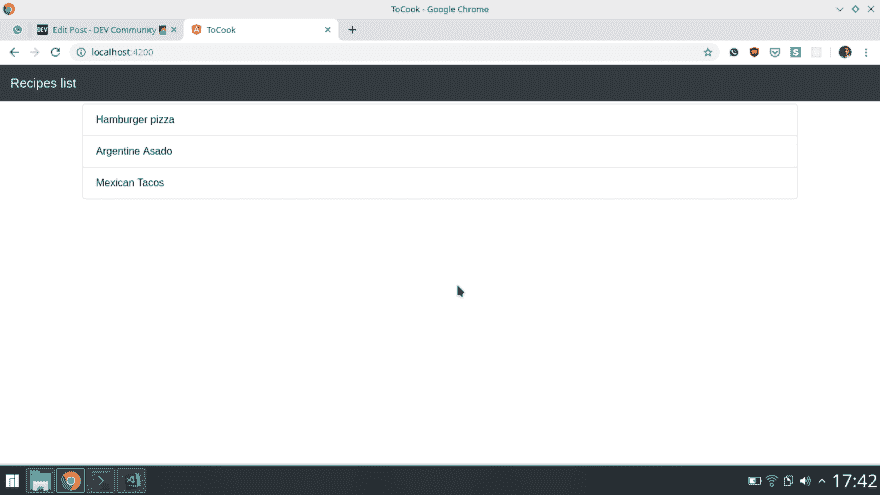 ToCook - Google Chrome
DEV Edit Post - DEV Community
ToCook
localhost:4200
Recipes list
Hamburger pizza
Argentine Asado
Mexican Tacos
17:42